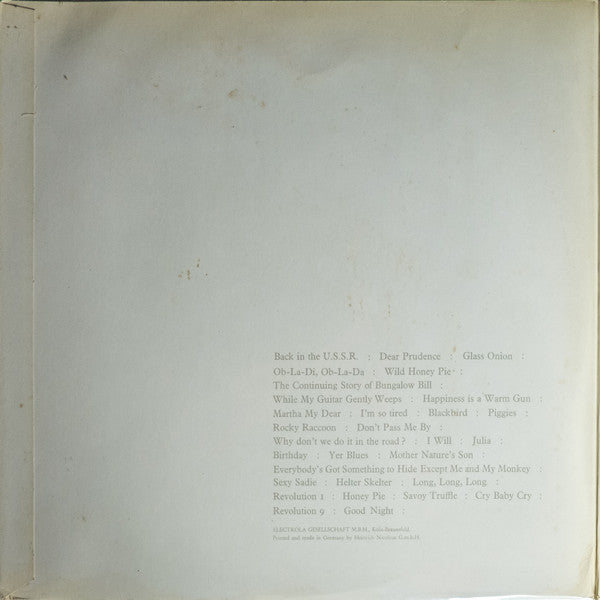 Back in the U.S.S.R. : Dear Prudence : Glass Onion :
Ob-La-Di, Ob-La-Da : Wild Honey Pie :
The Continuing Story of Bungalow Bill :
While My Guitar Gently Weeps : Happiness is a Warm Gun :
Martha My Dear : I'm so tired : Blackbird : Piggies :
Rocky Raccoon : Don't Pass Me By :
Why don't we do it in the road? : I Will : Julia :
Birthday : Yer Blues : Mother Nature's Son :
Everybody's Got Something to Hide Except Me and My Monkey :
Sexy Sadie : Helter Skelter : Long, Long, Long :
Revolution 1 : Honey Pie : Savoy Truffle : Cry Baby Cry :
Revolution 9 : Good Night :
ELECTROLA GESELLSCHAFT M.B.H., Köln-Braunsfeld.
Printed and made in Germany by Heinrich Nicolaus G.m.b.H.